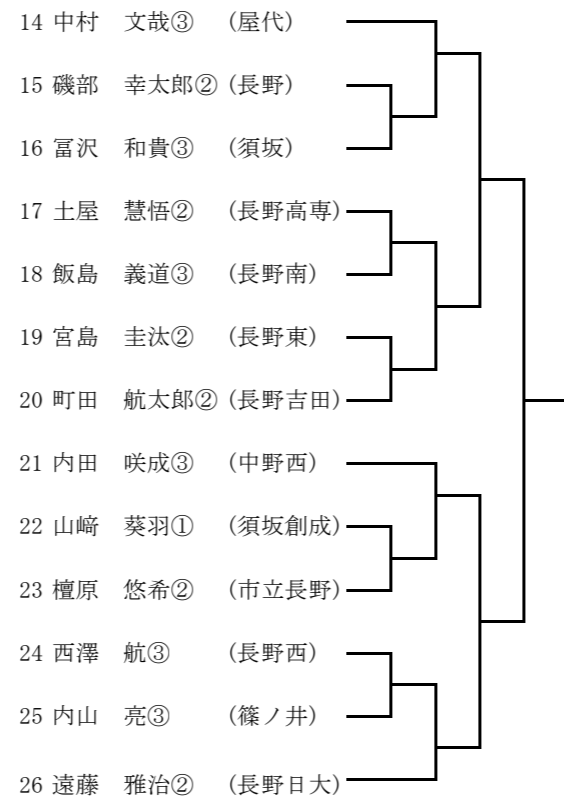 14 中村 文哉③ (屋代)
15 磯部 幸太郎② (長野)
16 冨沢 和貴③ (須坂)
17 土屋 慧悟② (長野高専)
18 飯島 義道③ (長野南)
19 宮島 圭汰② (長野東)
20 町田 航太郎② (長野吉田)
21 内田 咲成③ (中野西)
22 山﨑 葵羽① (須坂創成)
23 檀原 悠希② (市立長野)
24 西澤 航③ (長野西)
25 内山 亮③ (篠ノ井)
26 遠藤 雅治② (長野日大)